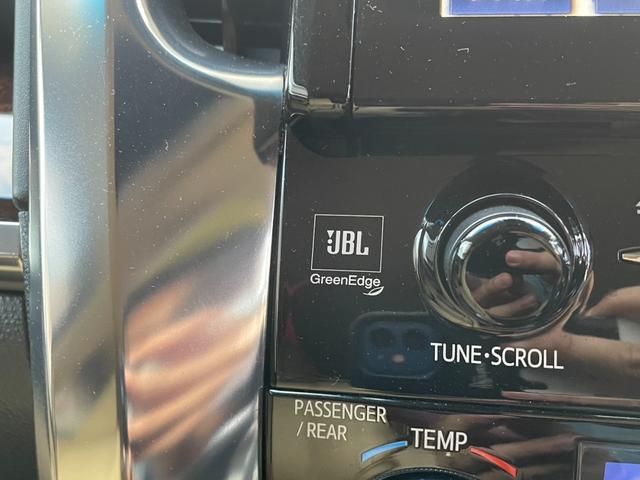 JBL
GreenEdge
TUNE•SCROLL
PASSENGER
/ REAR
TEMP